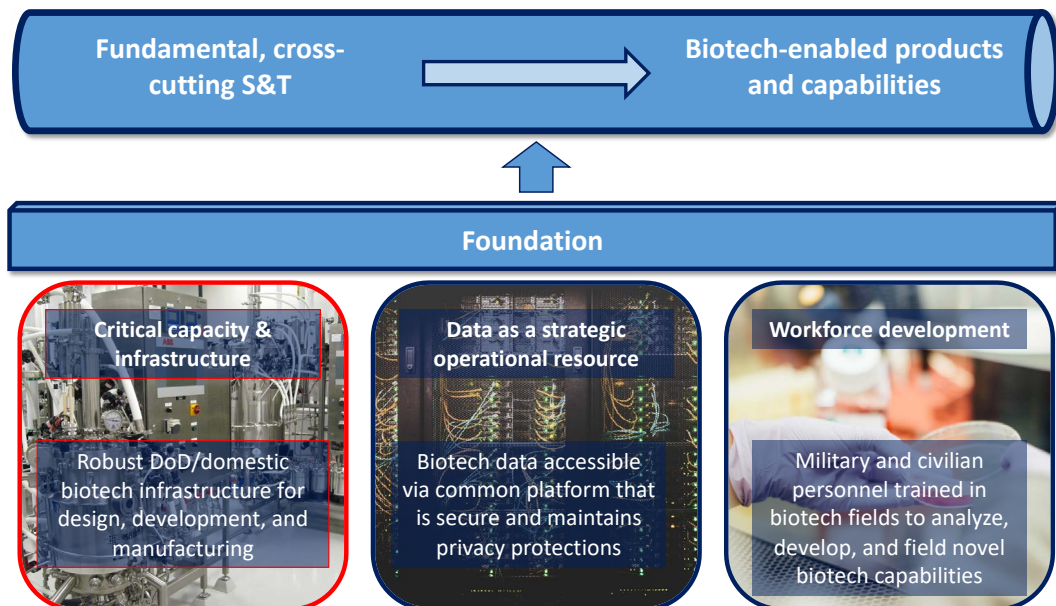 Fundamental, cross-
cutting S&T
Biotech-enabled products
and capabilities
Foundation
Critical capacity &
infrastructure
Robust DoD/domestic
biotech infrastructure for
design, development, and
manufacturing
Data as a strategic
operational resource
Biotech data accessible
via common platform that
is secure and maintains
privacy protections
Workforce development
Military and civilian
personnel trained in
biotech fields to analyze,
develop, and field novel
biotech capabilities
ABB